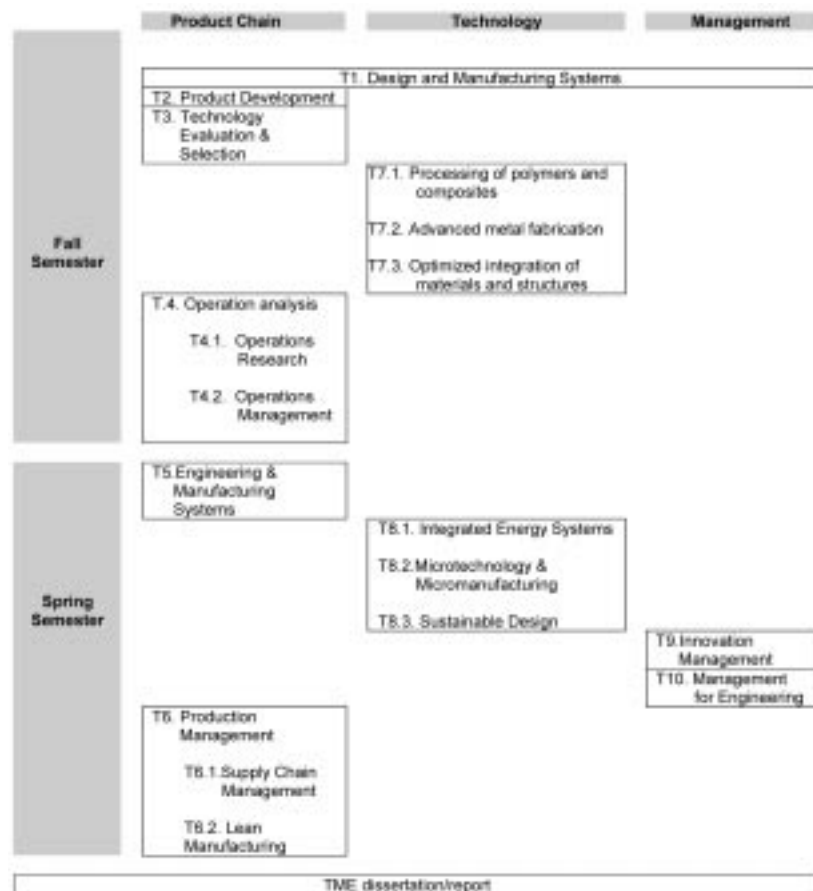 Product Chain Technology Management
T1. Design and Manufacturing Systems
T2. Product Development
T3. Technology
Evaluation &
Selection
T7.1. Processing of polymers and
composites
T7.2. Advanced metal fabrication
T7.3. Optimized integration of
materials and structures
Fall
Semester
T.4. Operation analysis
T4.1. Operations
Research
T4.2. Operations
Management
T5.Engineering &
Manufacturing
Systems
T8.1. Integrated Energy Systems
T8.2.Microtechnology &
Micromanufacturing
T8.3. Sustainable Design
Spring
Semester
T9.Innovation
Management
T10. Management
for Engineering
T6. Production
Management
T6.1.Supply Chain
Management
T6.2. Lean
Manufacturing
TME dissertation/report